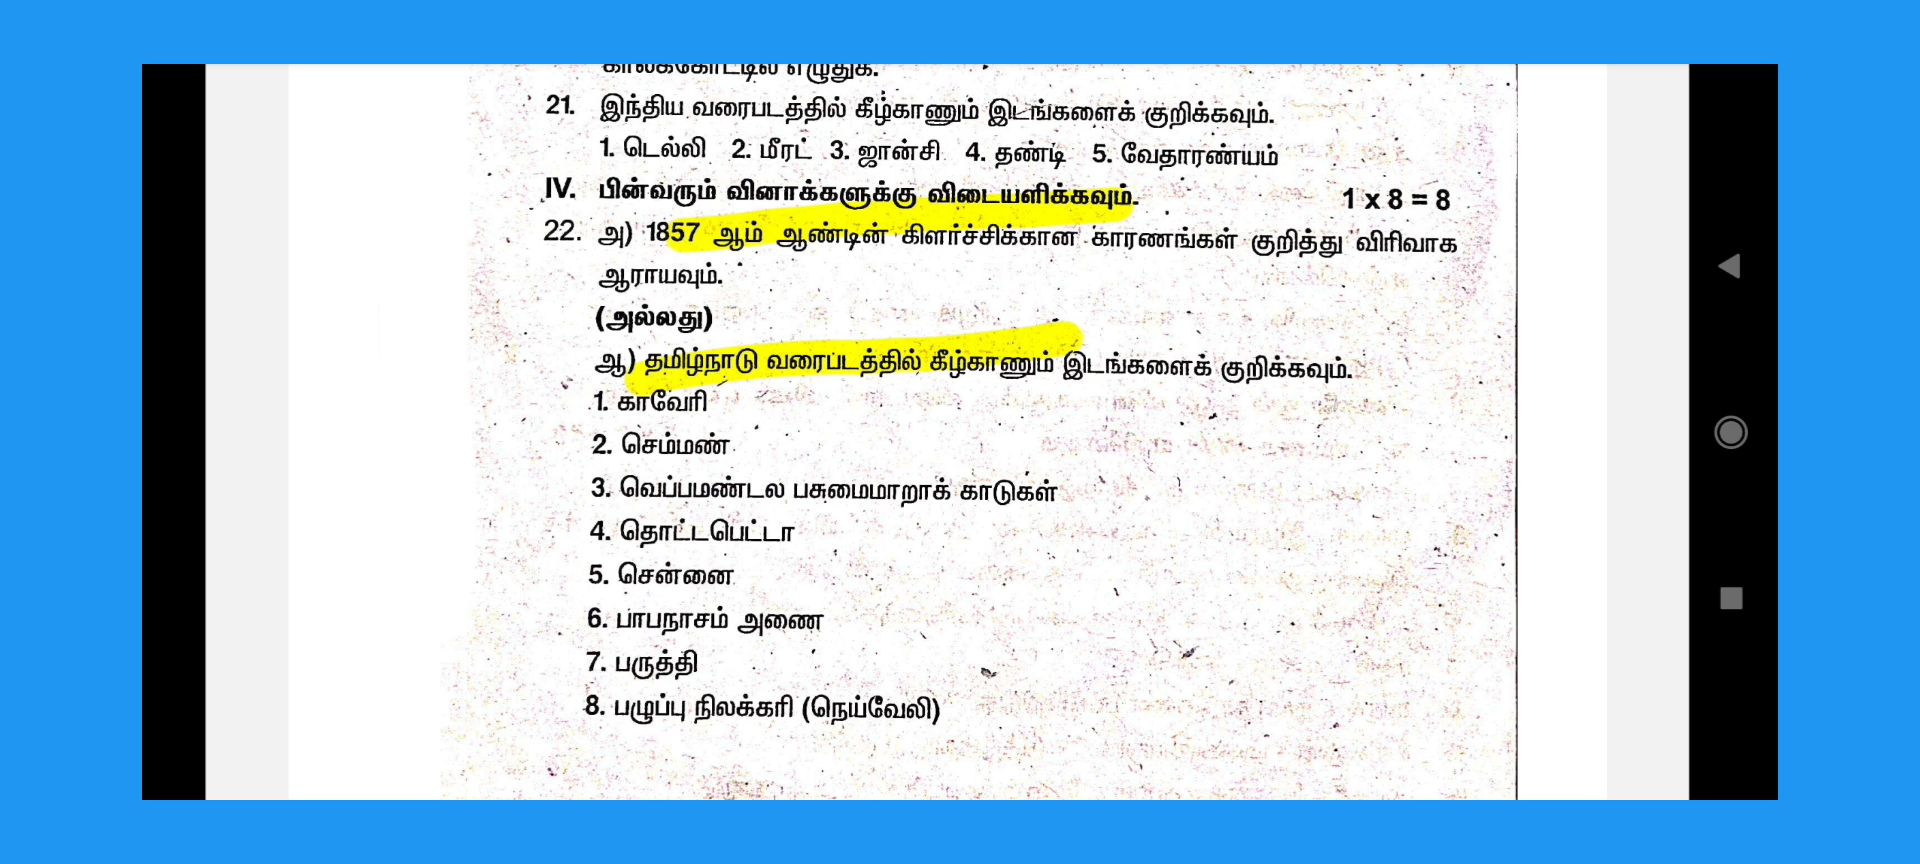 காலக்கோட்டில் எழுதுக.
21. இந்திய வரைபடத்தில் கீழ்காணும் இடங்களைக் குறிக்கவும்.
1. டெல்லி 2. மீரட் 3. ஜான்சி 4. தண்டி 5. வேதாரண்யம்
IV. பின்வரும் வினாக்களுக்கு விடையளிக்கவும். 1 x 8 = 8
22. அ) 1857 ஆம் ஆண்டின் கிளர்ச்சிக்கான காரணங்கள் குறித்து விரிவாக
ஆராயவும்.
(அல்லது)
ஆ) தமிழ்நாடு வரைப்படத்தில் கீழ்காணும் இடங்களைக் குறிக்கவும்.
1. காவேரி
2. செம்மண்
3. வெப்பமண்டல பசுமைமாறாக் காடுகள்
4. தொட்டபெட்டா
5. சென்னை
6. பாபநாசம் அணை
7. பருத்தி
8. பழுப்பு நிலக்கரி (நெய்வேலி)